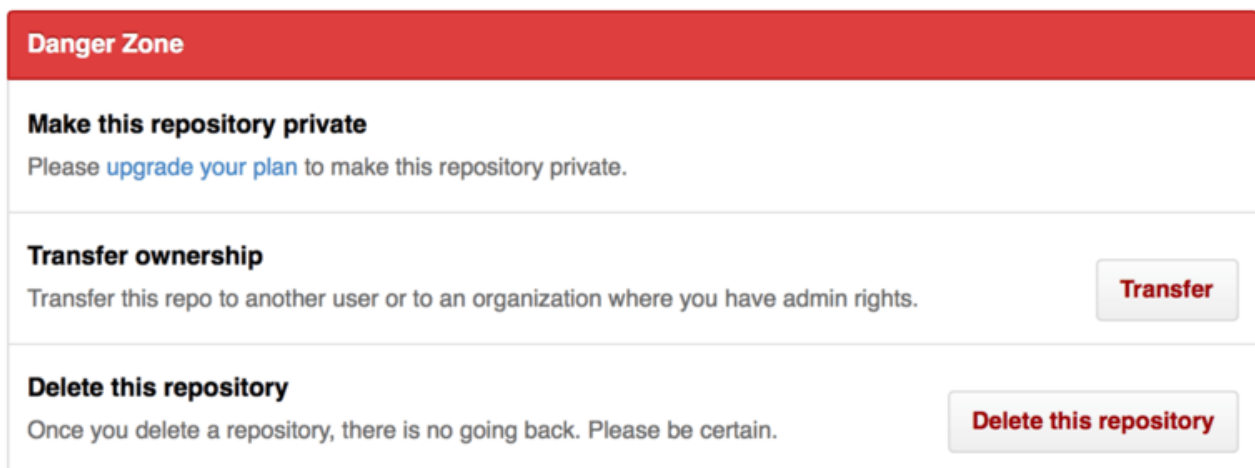 Danger Zone
Make this repository private
Please upgrade your plan to make this repository private.
Transfer ownership
Transfer this repo to another user or to an organization where you have admin rights.
Transfer
Delete this repository
Once you delete a repository, there is no going back. Please be certain.
Delete this repository